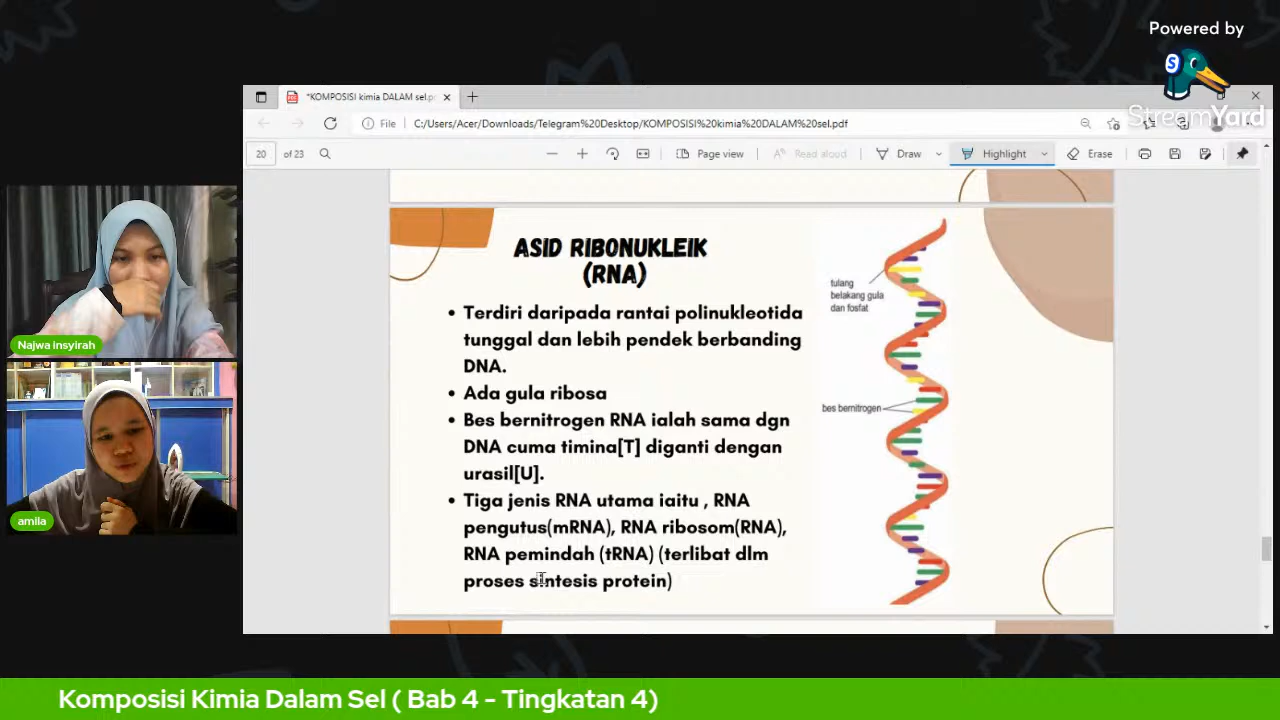 Powered by
S
StreamYard
*KOMPOSISI kimia DALAM sel.p
File C:/Users/Acer/Downloads/Telegram%20Desktop/KOMPOSISI%20kimia%20DALAM%20sel.pdf
20 of 23 Page view Read aloud Draw Highlight Erase
ASID RIBONUKLEIK
(RNA)
• Terdiri daripada rantai polinukleotida
tunggal dan lebih pendek berbanding
DNA.
• Ada gula ribosa
• Bes bernitrogen RNA ialah sama dgn
DNA cuma timina[T] diganti dengan
urasil[U].
• Tiga jenis RNA utama iaitu , RNA
pengutus(mRNA), RNA ribosom(RNA),
RNA pemindah (tRNA) (terlibat dlm
proses sintesis protein)
tulang
belakang gula
dan fosfat
bes bernitrogen
Najwa Insyirah
amila
Komposisi Kimia Dalam Sel ( Bab 4 - Tingkatan 4)